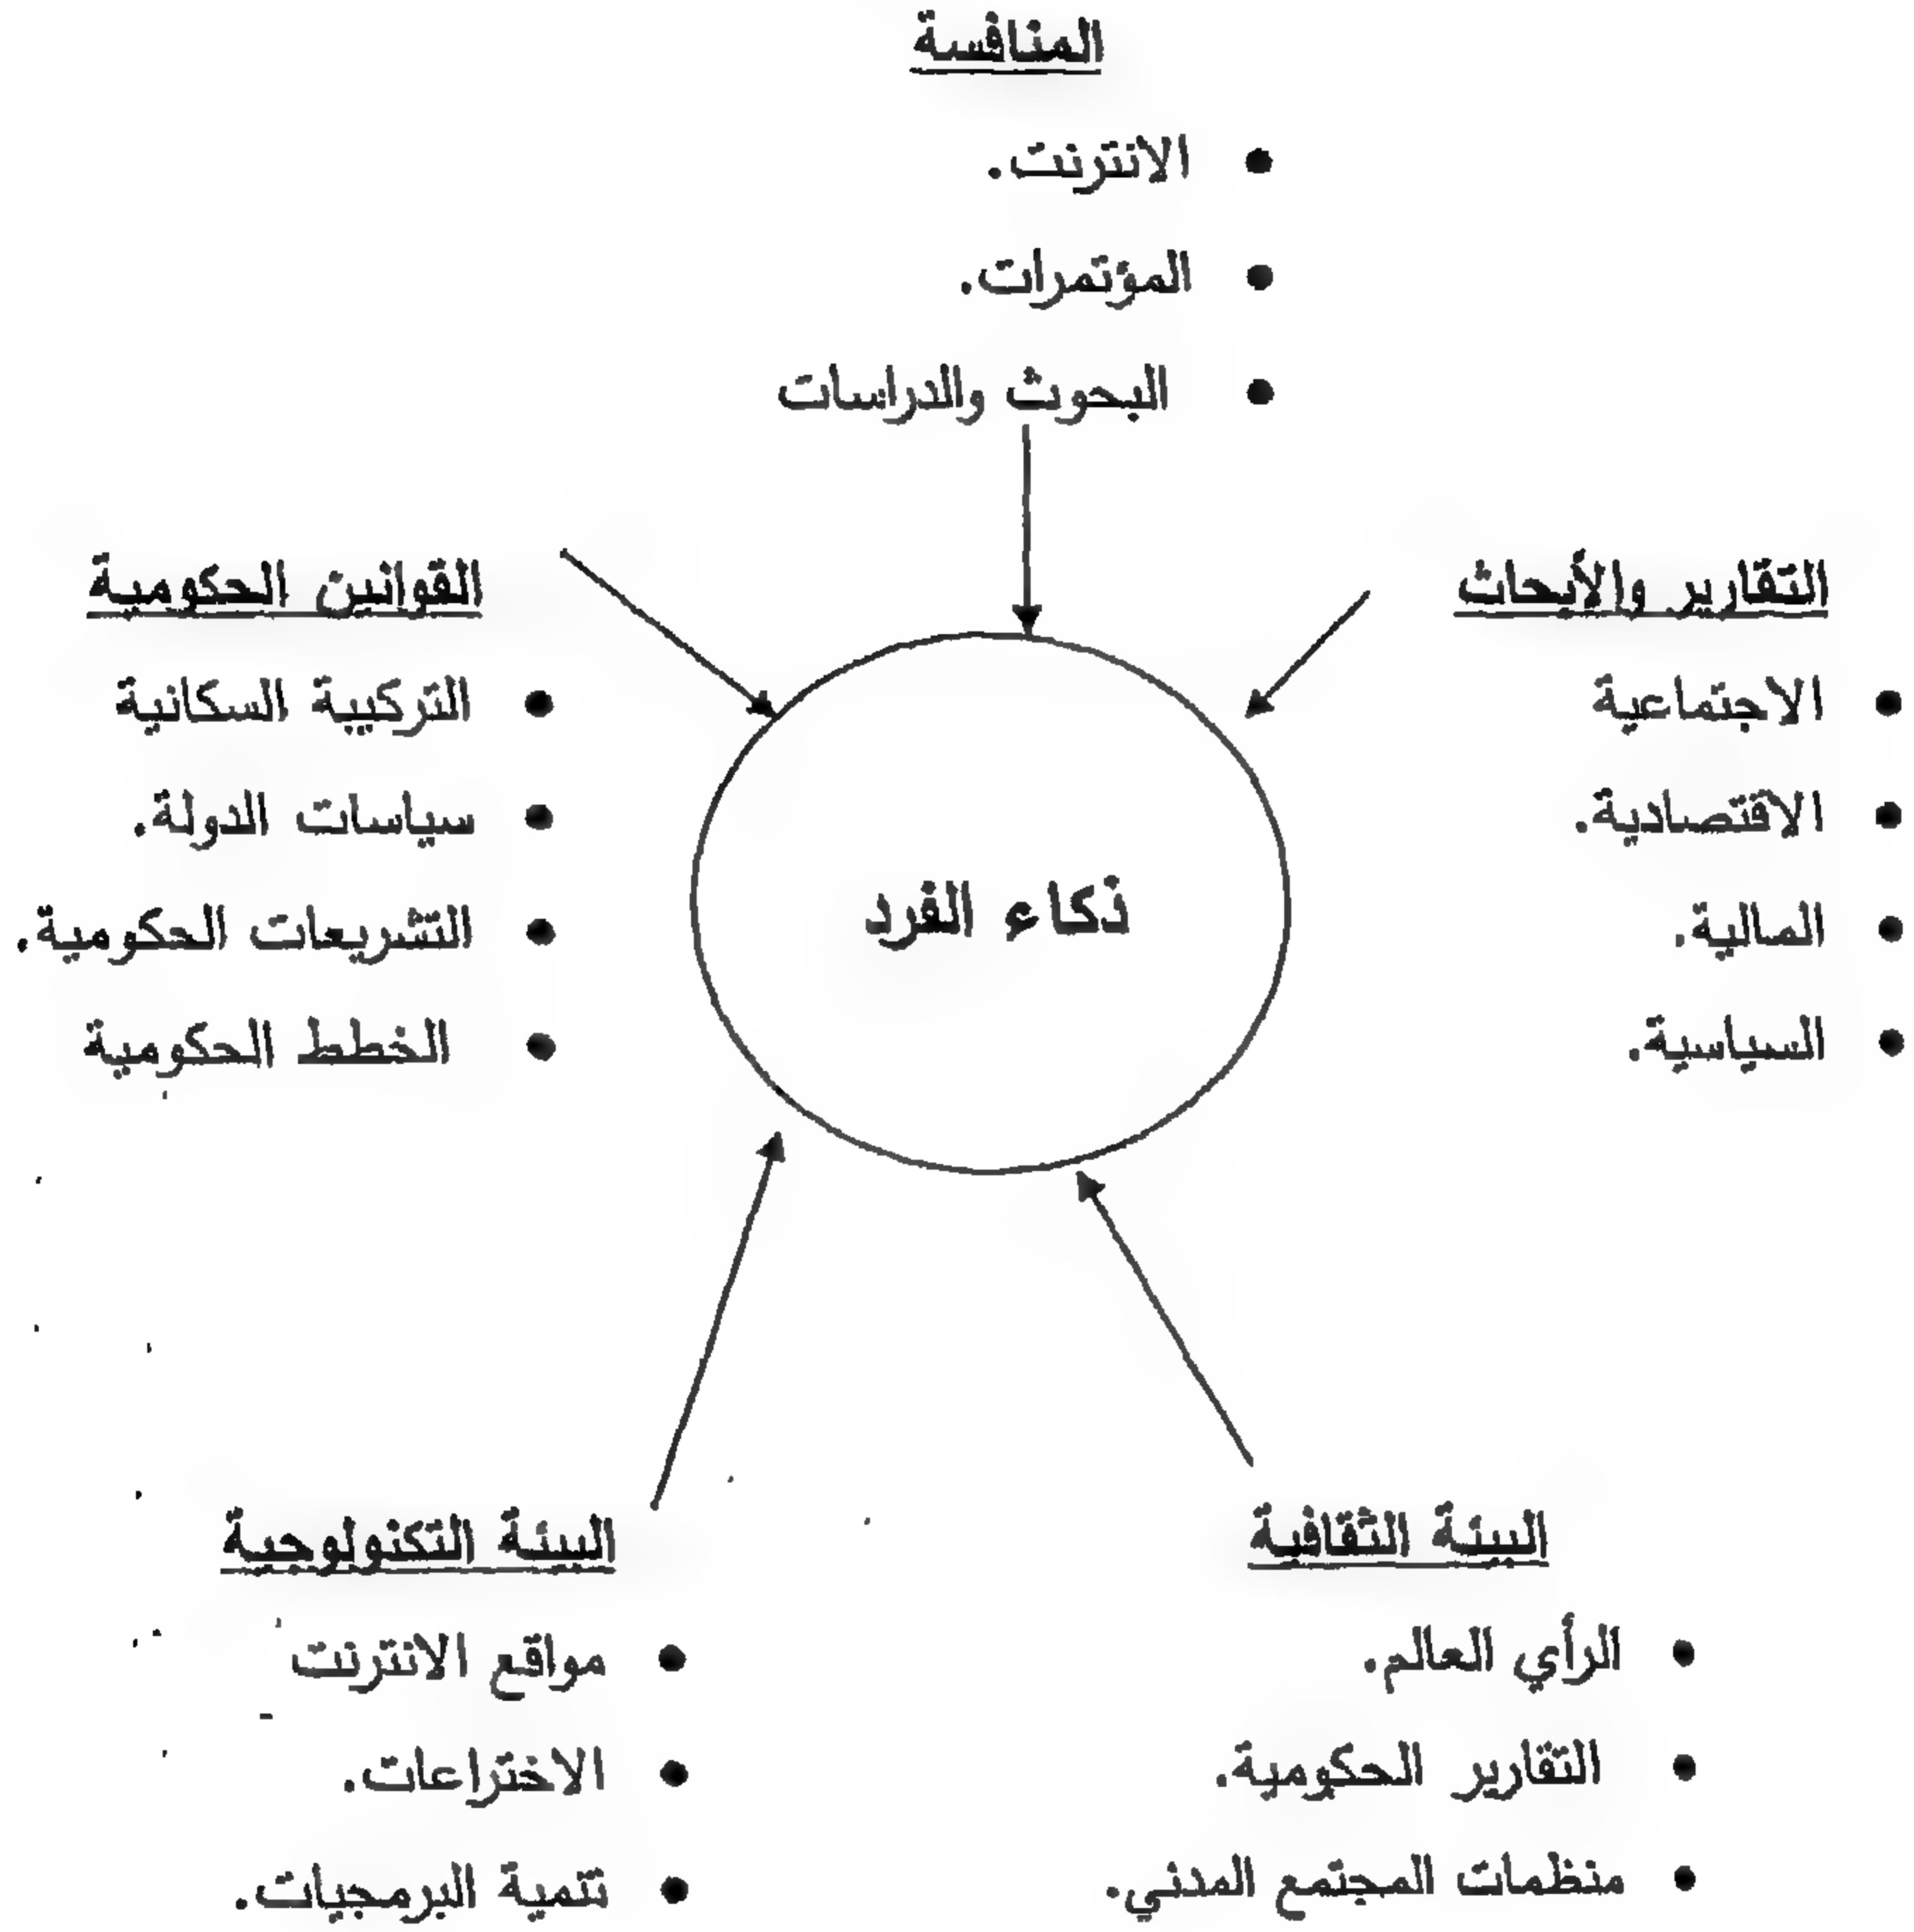 المنافسة
• الانترنت.
• المؤتمرات.
• البحوث والدراسات
التقارير والأبحاث
• الاجتماعية
• الاقتصادية.
• المالية.
• السياسية.
القوانين الحكومية
• التركيبة السكانية
• سياسات الدولة.
• التشريعات الحكومية.
• الخطط الحكومية
ذكاء الفرد
البيئة الثقافية
• الرأي العالم.
• التقارير الحكومية.
• منظمات المجتمع المدني.
البيئة التكنولوجية
• مواقع الانترنت
• الاختراعات.
• تنمية البرمجيات.